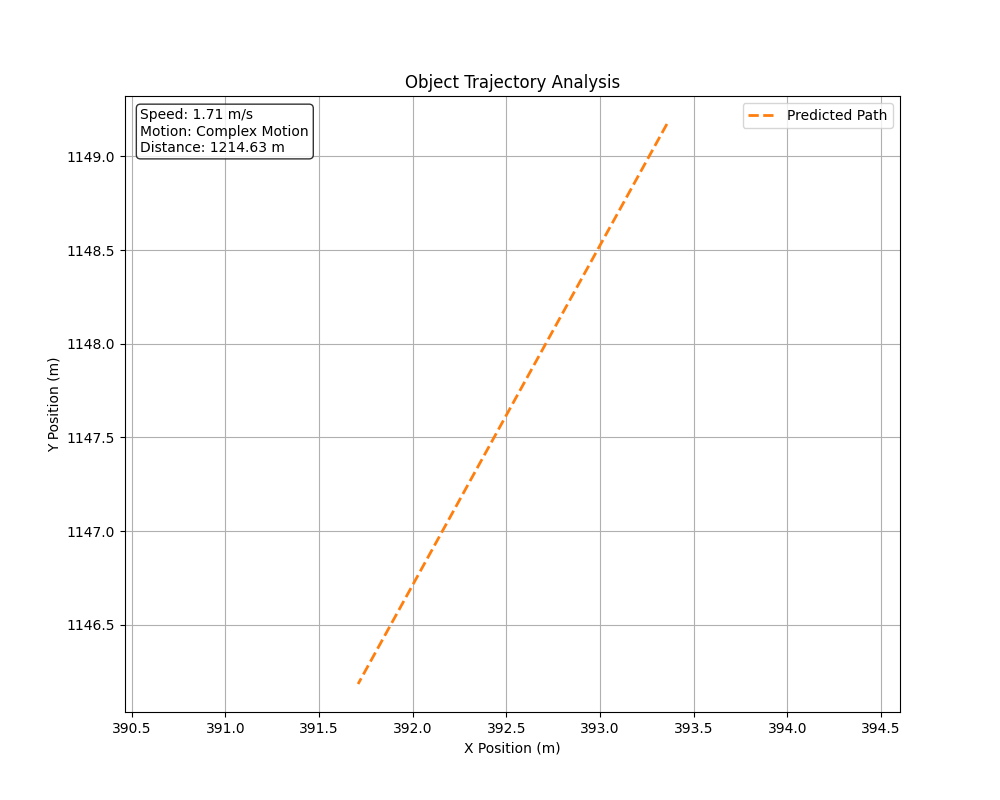 Object Trajectory Analysis
Speed: 1.71 m/s
Motion: Complex Motion
Distance: 1214.63 m
Predicted Path
1149.0
1148.5
1148.0
1147.5
1147.0
1146.5
Y Position (m)
390.5 391.0 391.5 392.0 392.5 393.0 393.5 394.0 394.5
X Position (m)